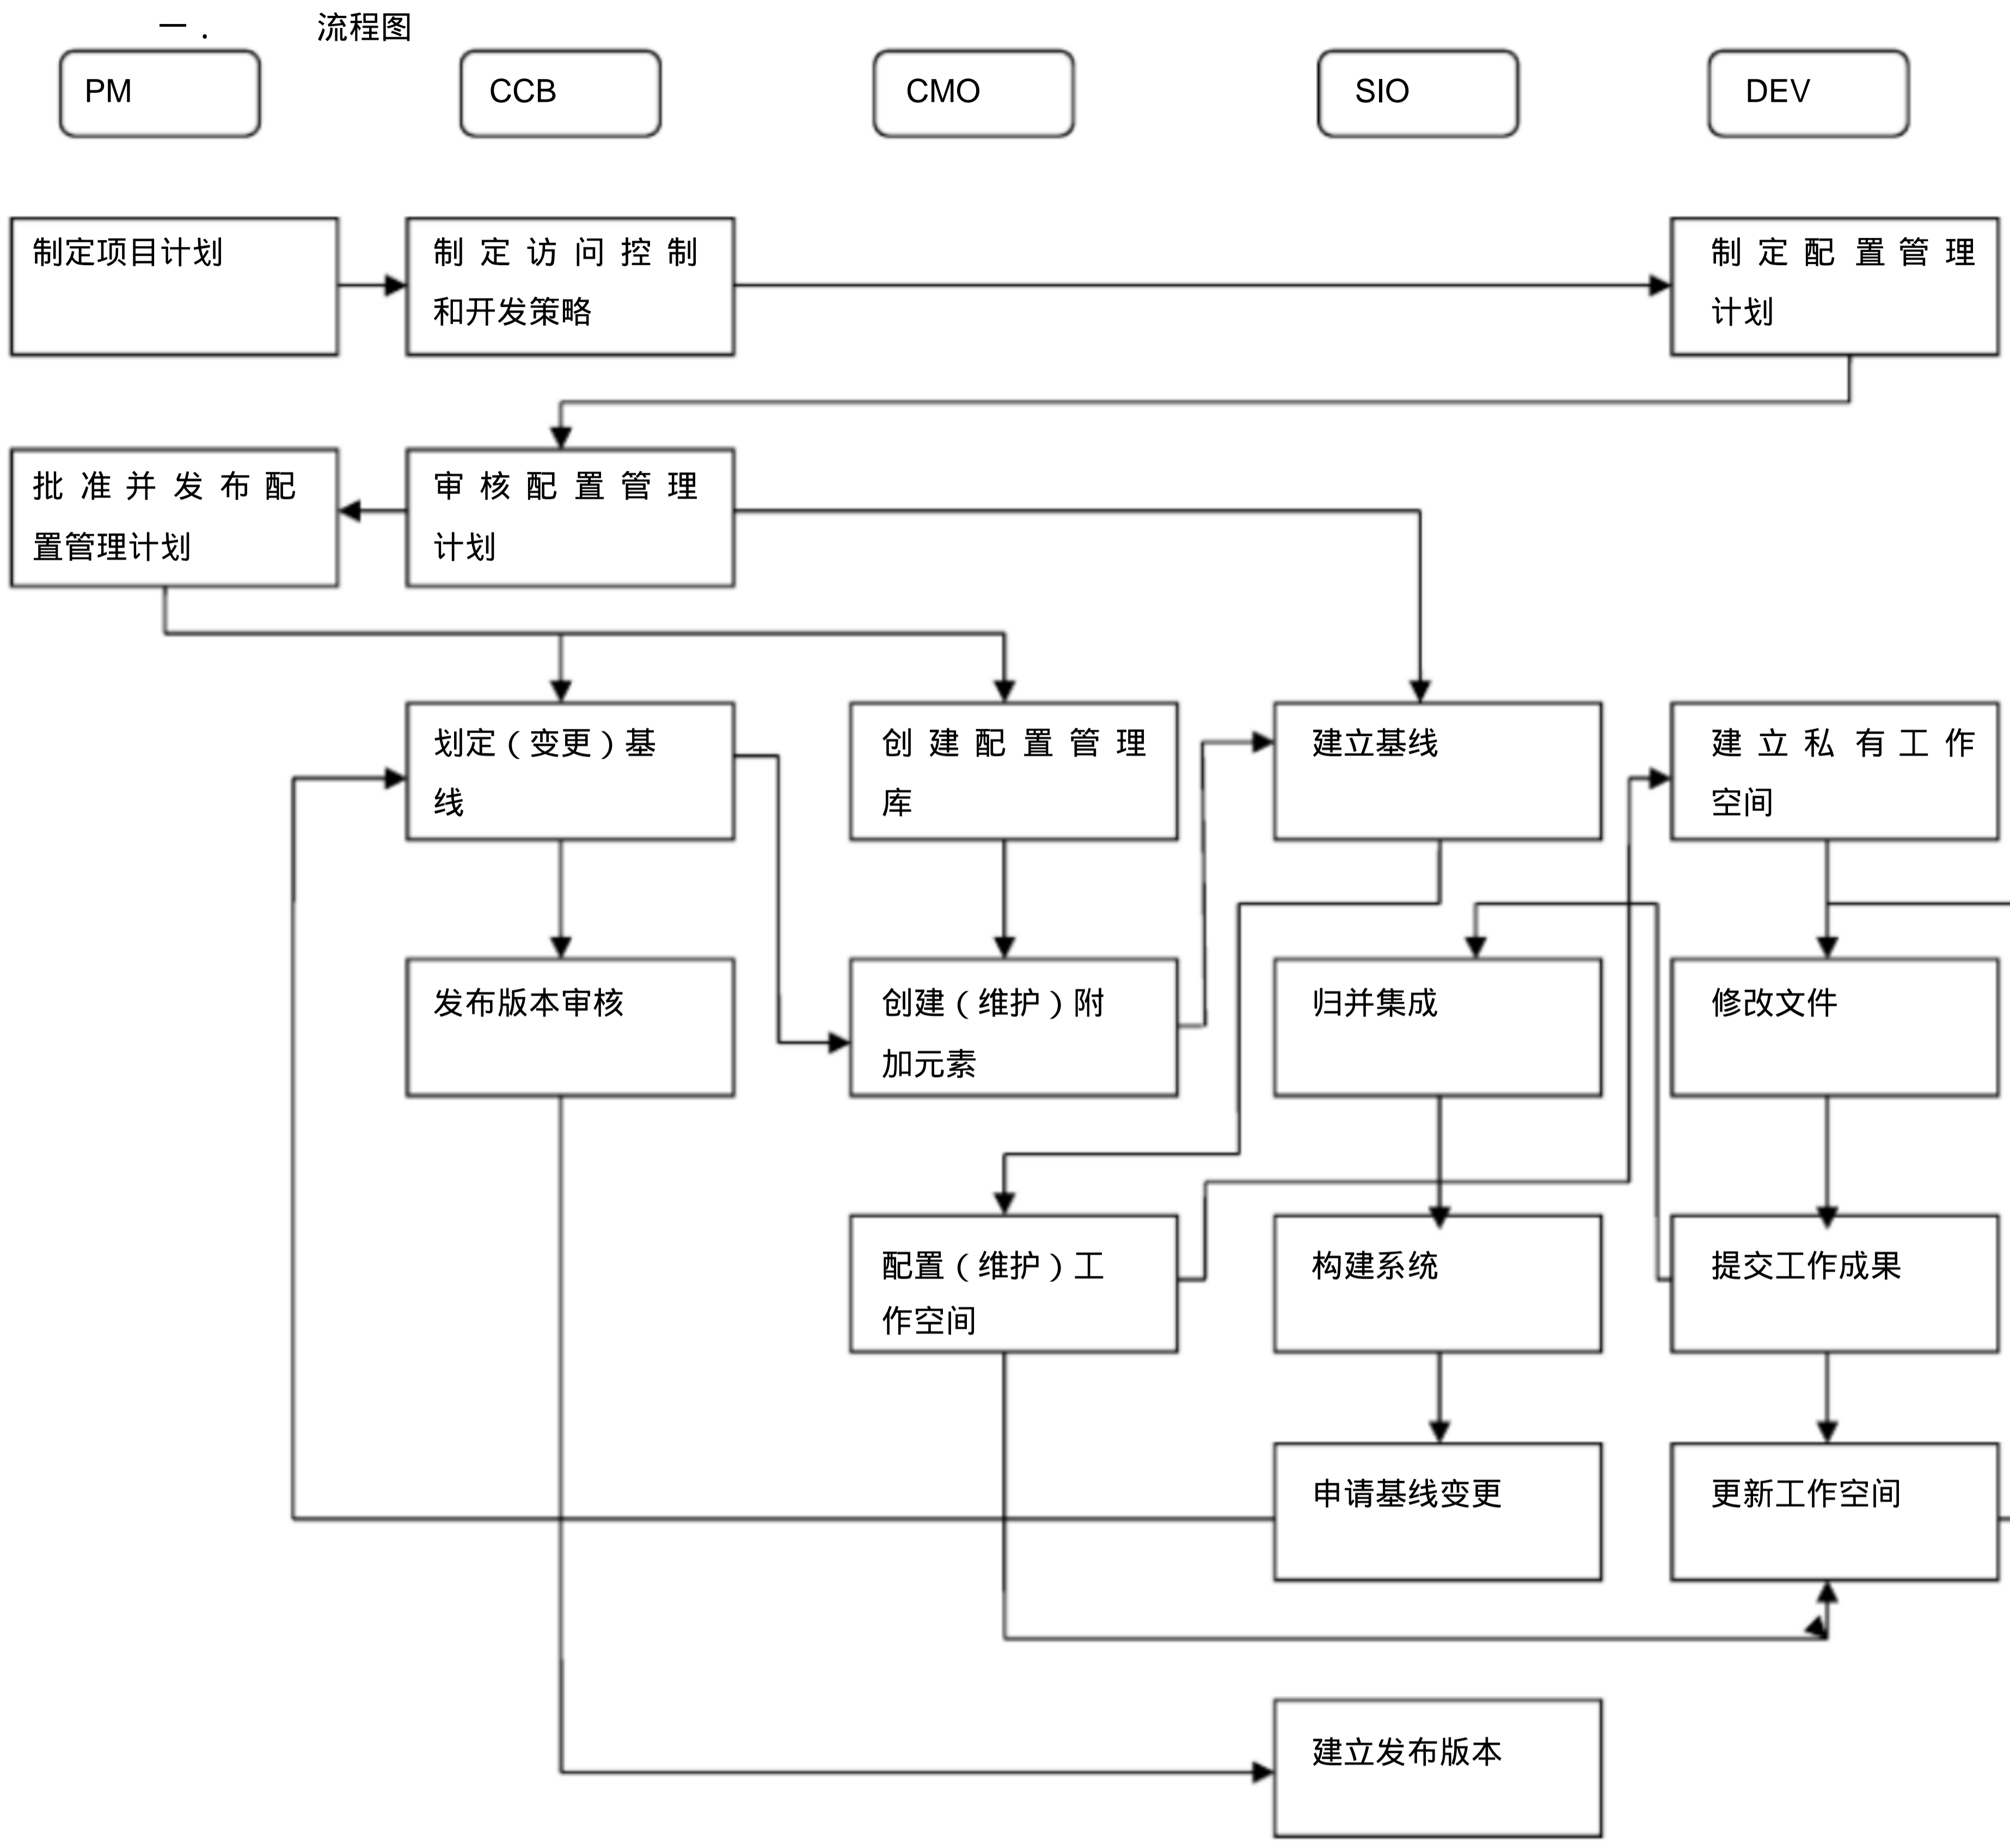 一．　流程图
PM
CCB
CMO
SIO
DEV
制定项目计划
制定访问控制
和开发策略
制定配置管理
计划
批准并发布配
置管理计划
审核配置管理
计划
划定（变更）基
线
创建配置管理
库
建立基线
建立私有工作
空间
发布版本审核
创建（维护）附
加元素
归并集成
修改文件
配置（维护）工
作空间
构建系统
提交工作成果
申请基线变更
更新工作空间
建立发布版本